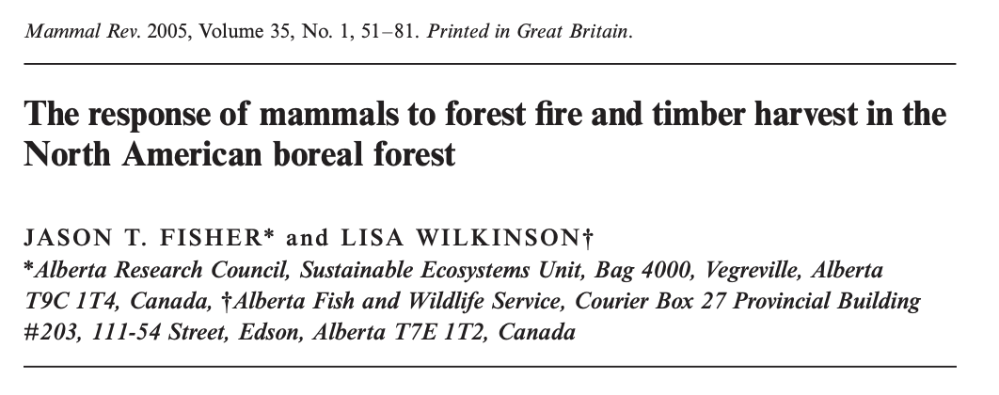 Mammal Rev. 2005, Volume 35, No. 1, 51–81. Printed in Great Britain.
The response of mammals to forest fire and timber harvest in the
North American boreal forest
JASON T. FISHER* and LISA WILKINSON†
*Alberta Research Council, Sustainable Ecosystems Unit, Bag 4000, Vegreville, Alberta
T9C 1T4, Canada, †Alberta Fish and Wildlife Service, Courier Box 27 Provincial Building
#203, 111-54 Street, Edson, Alberta T7E 1T2, Canada